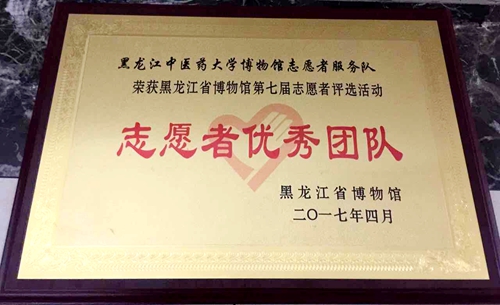 黑龙江中医药大学博物馆志愿者服务队
荣获黑龙江省博物馆第七届志愿者评选活动
志愿者优秀团队
黑龙江省博物馆
二〇一七年四月